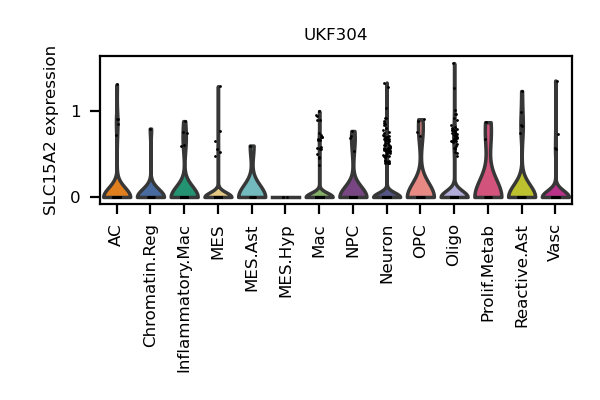 UKF304
SLC15A2 expression
1
0
AC
Chromatin.Reg
Inflammatory.Mac
MES
MES.Ast
MES.Hyp
Mac
NPC
Neuron
OPC
Oligo
Prolif.Metab
Reactive.Ast
Vasc